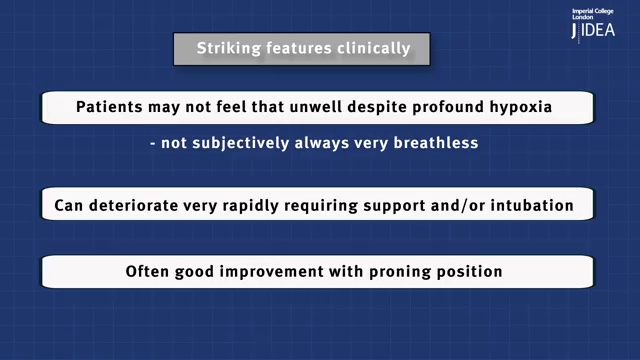 Imperial College
London
J-IDEA
Striking features clinically
Patients may not feel that unwell despite profound hypoxia
- not subjectively always very breathless
Can deteriorate very rapidly requiring support and/or intubation
Often good improvement with proning position